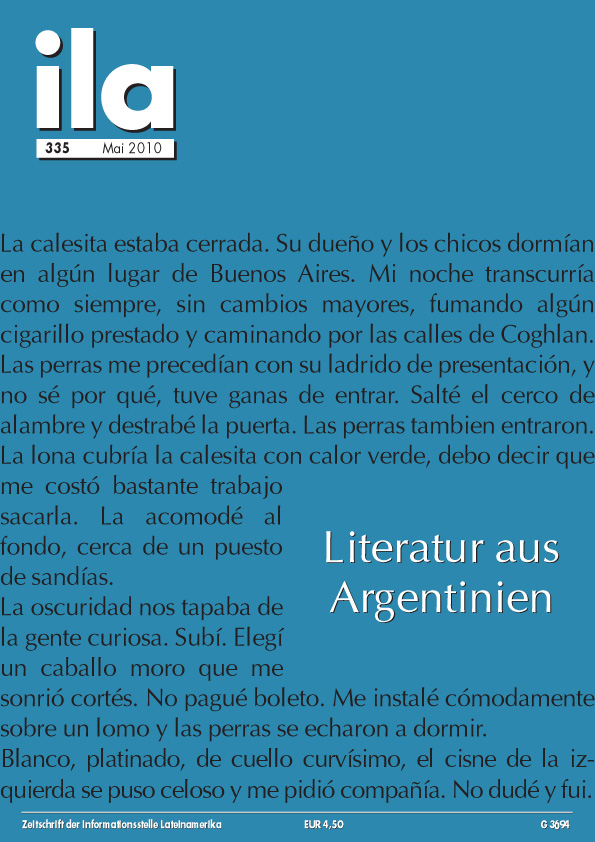 ila
335 Mai 2010
La calesita estaba cerrada. Su dueño y los chicos dormían
en algún lugar de Buenos Aires. Mi noche transcurría
como siempre, sin cambios mayores, fumando algún
cigarillo prestado y caminando por las calles de Coghlan.
Las perras me precedían con su ladrido de presentación, y
no sé por qué, tuve ganas de entrar. Salté el cerco de
alambre y destrabé la puerta. Las perras tambien entraron.
La lona cubría la calesita con calor verde, debo decir que
me costó bastante trabajo
sacarla. La acomodé al
fondo, cerca de un puesto
de sandías.
La oscuridad nos tapaba de
la gente curiosa. Subí. Elegí
un caballo moro que me
sonrió cortés. No pagué boleto. Me instalé cómodamente
sobre un lomo y las perras se echaron a dormir.
Blanco, platinado, de cuello curvísimo, el cisne de la iz-
quierda se puso celoso y me pidió compañía. No dudé y fui.
Literatur aus
Argentinien
Zeitschrift der Informationsstelle Lateinamerika EUR 4,50 G 3694